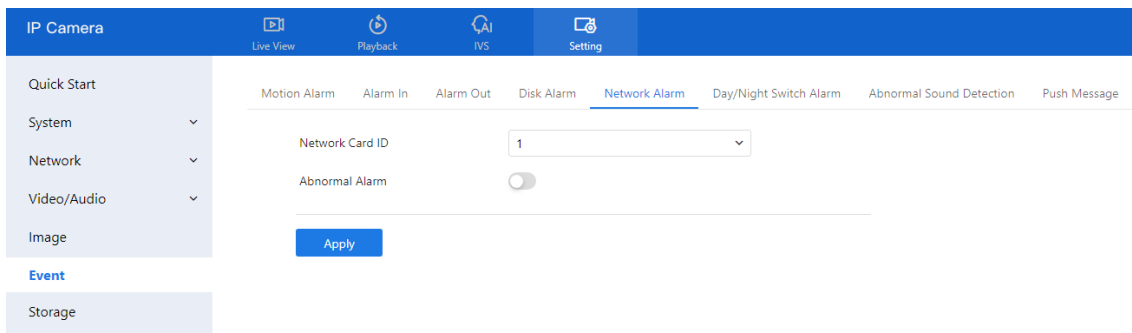 IP Camera
Live View
Playback
AI
IVS
Setting
Quick Start
System
Network
Video/Audio
Image
Event
Storage
Motion Alarm Alarm In Alarm Out Disk Alarm Network Alarm Day/Night Switch Alarm Abnormal Sound Detection Push Message
Network Card ID 1
Abnormal Alarm
Apply